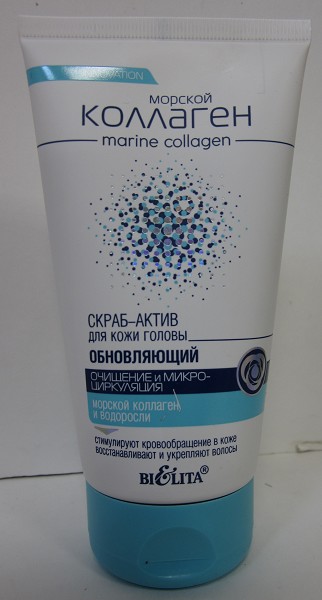 морской
коллаген
marine collagen
СКРАБ-АКТИВ
для кожи головы
ОБНОВЛЯЮЩИЙ
ОЧИЩЕНИЕ и МИКРО-
ЦИРКУЛЯЦИЯ
морской коллаген
и водоросли
стимулируют кровообращение в коже
восстанавливают и укрепляют волосы
BIELITA®